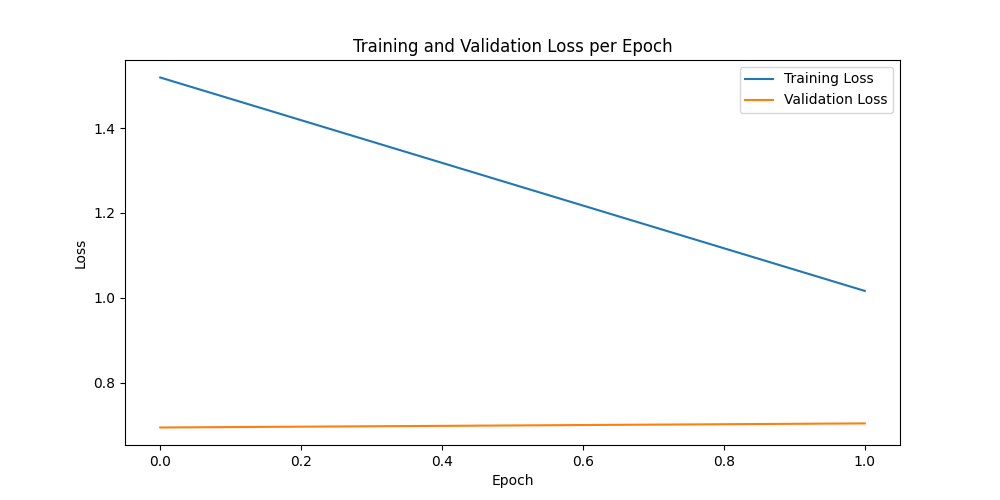 Training and Validation Loss per Epoch
Training Loss
Validation Loss
Loss
1.4
1.2
1.0
0.8
0.0 0.2 0.4 0.6 0.8 1.0
Epoch